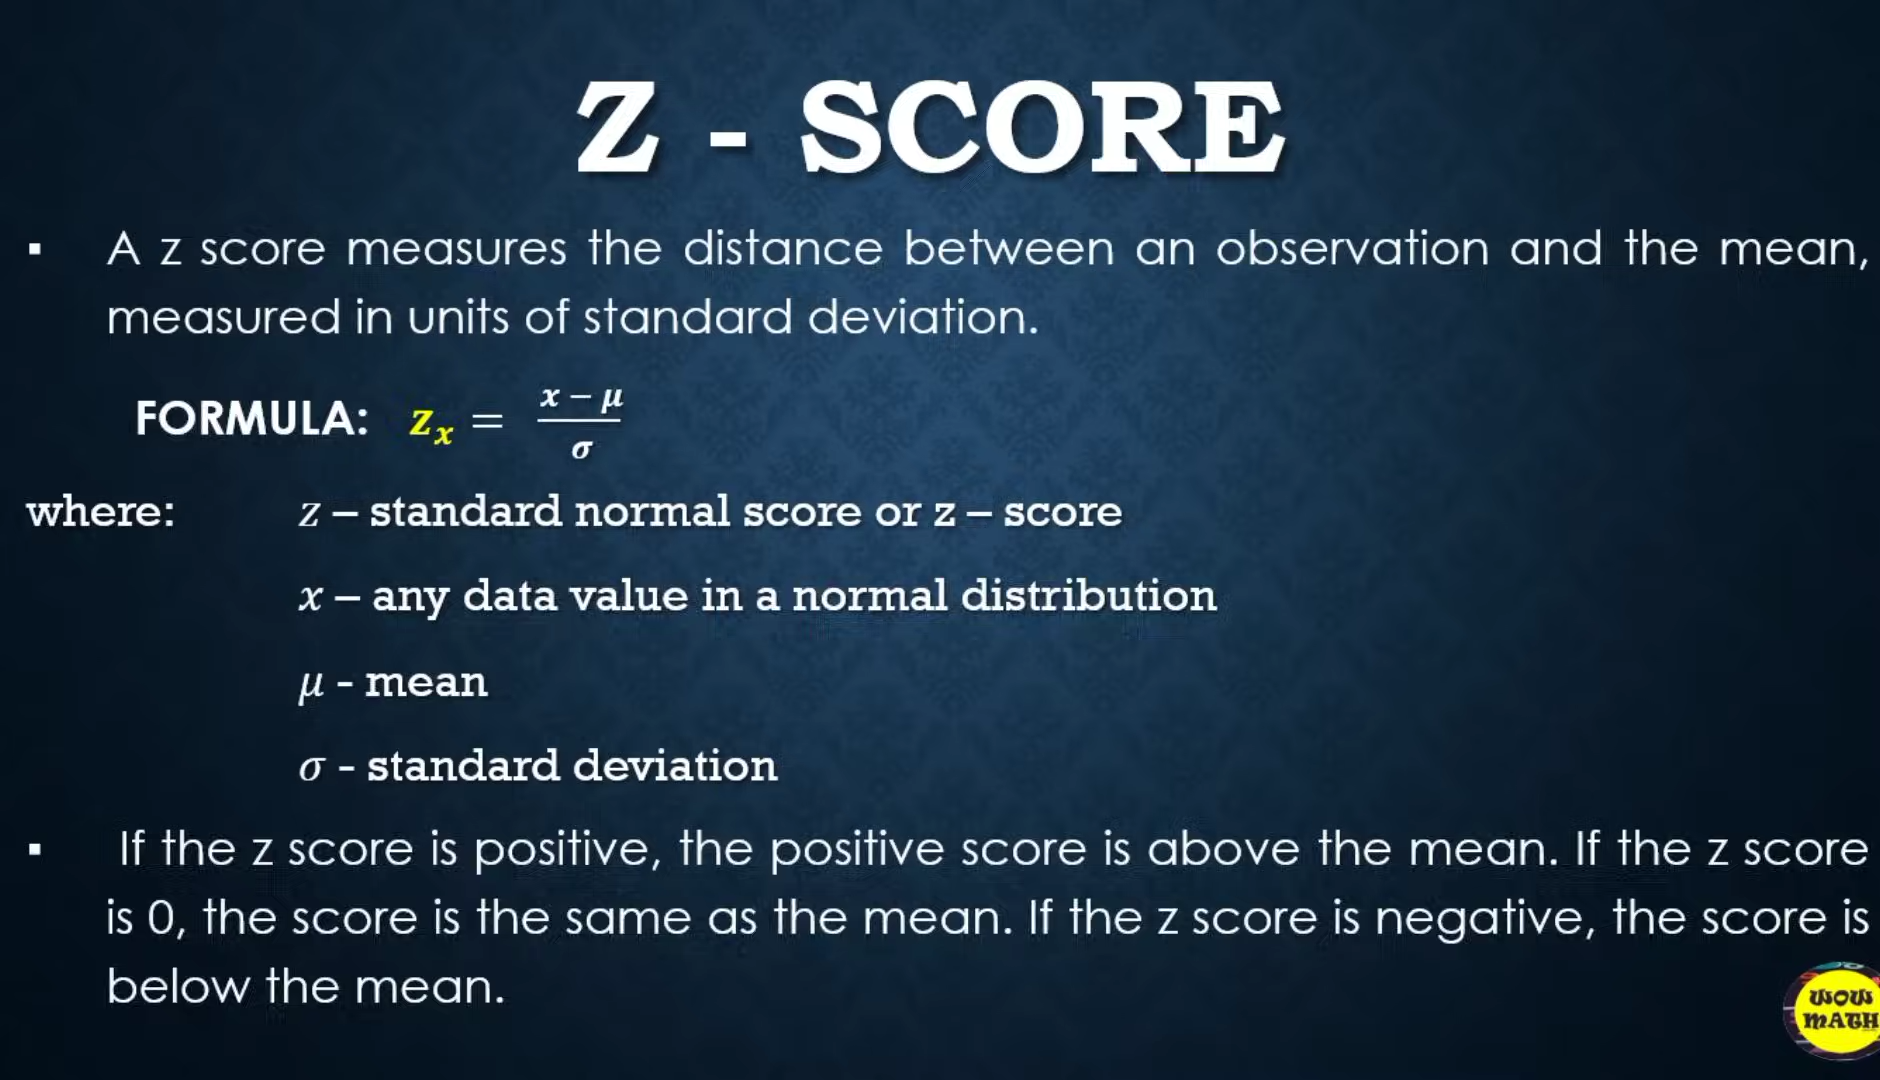 Z - SCORE
▪ A z score measures the distance between an observation and the mean,
measured in units of standard deviation.
FORMULA: zₓ = (x − μ)/σ
where: z – standard normal score or z – score
x – any data value in a normal distribution
μ - mean
σ - standard deviation
▪ If the z score is positive, the positive score is above the mean. If the z score
is 0, the score is the same as the mean. If the z score is negative, the score is
below the mean.
WOW
MATH